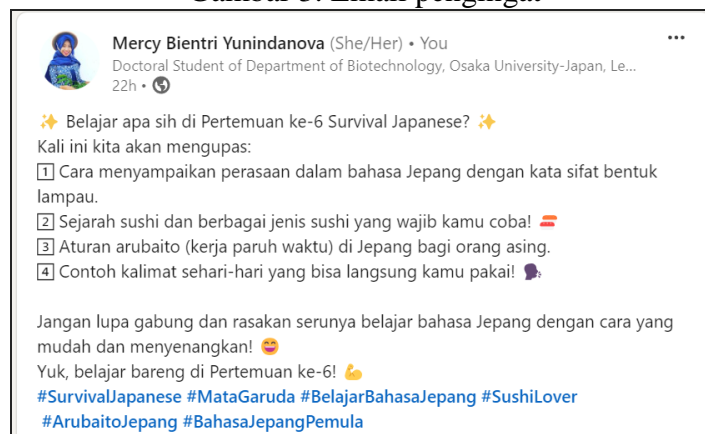 Mercy Bientri Yunindanova (She/Her) • You
Doctoral Student of Department of Biotechnology, Osaka University-Japan, Le...
22h •
✨ Belajar apa sih di Pertemuan ke-6 Survival Japanese? ✨
Kali ini kita akan mengupas:
1️⃣ Cara menyampaikan perasaan dalam bahasa Jepang dengan kata sifat bentuk
lampau.
2️⃣ Sejarah sushi dan berbagai jenis sushi yang wajib kamu coba! 🍣
3️⃣ Aturan arubaito (kerja paruh waktu) di Jepang bagi orang asing.
4️⃣ Contoh kalimat sehari-hari yang bisa langsung kamu pakai! 🗣️
Jangan lupa gabung dan rasakan serunya belajar bahasa Jepang dengan cara yang
mudah dan menyenangkan! 😄
Yuk, belajar bareng di Pertemuan ke-6! 💪
#SurvivalJapanese #MataGaruda #BelajarBahasaJepang #SushiLover
#ArubaitoJepang #BahasaJepangPemula